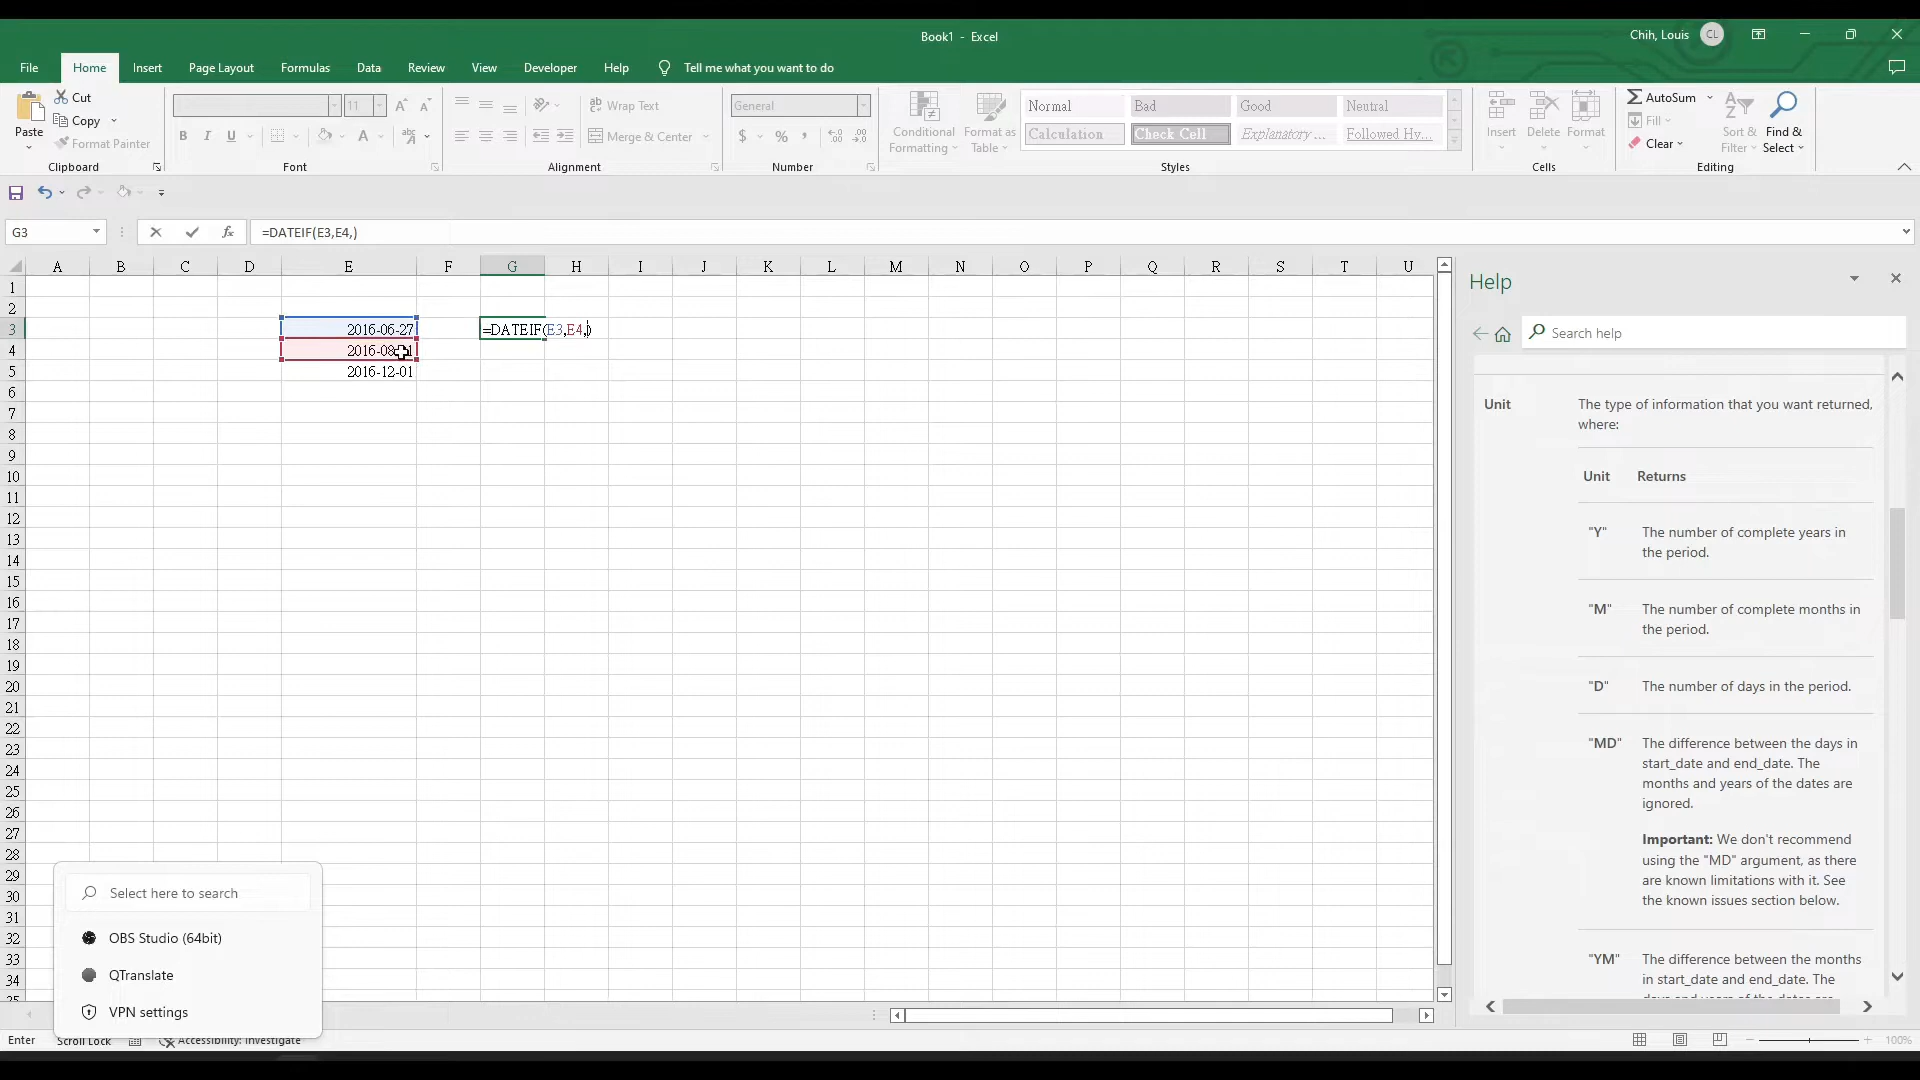 Book1 - Excel
Chih, Louis CL
File Home Insert Page Layout Formulas Data Review View Developer Help Tell me what you want to do
Paste
Cut
Copy
Format Painter
Clipboard
11
Font
Wrap Text
Merge & Center
Alignment
General
Number
Conditional Formatting
Format as Table
Normal Bad Good Neutral
Calculation Check Cell Explanatory ... Followed Hy...
Styles
Insert Delete Format
Cells
AutoSum
Fill
Clear
Sort & Filter
Find & Select
Editing
G3
=DATEIF(E3,E4,)
A B C D E F G H I J K L M N O P Q R S T U
1
2
3 2016-06-27 =DATEIF(E3,E4,)
4 2016-08- 1
5 2016-12-01
6
7
8
9
10
11
12
13
14
15
16
17
18
19
20
21
22
23
24
25
26
27
28
29
30
31
32
33
34
35
Select here to search
OBS Studio (64bit)
QTranslate
VPN settings
Enter Scroll Lock Accessibility: Investigate
100%
Help
Search help
Unit The type of information that you want returned,
where:
Unit Returns
"Y" The number of complete years in
the period.
"M" The number of complete months in
the period.
"D" The number of days in the period.
"MD" The difference between the days in
start_date and end_date. The
months and years of the dates are
ignored.
Important: We don't recommend
using the "MD" argument, as there
are known limitations with it. See
the known issues section below.
"YM" The difference between the months
in start_date and end_date. The
days and years of the dates are